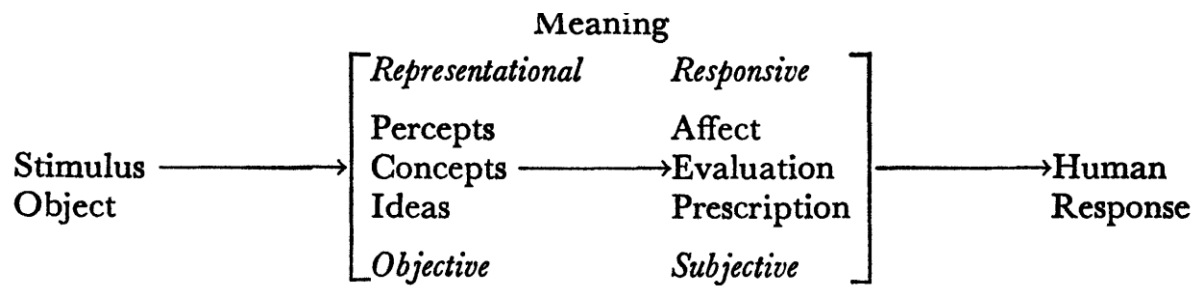 Meaning
Representational Responsive
Percepts Affect
Stimulus Concepts Evaluation Human
Object Ideas Prescription Response
Objective Subjective